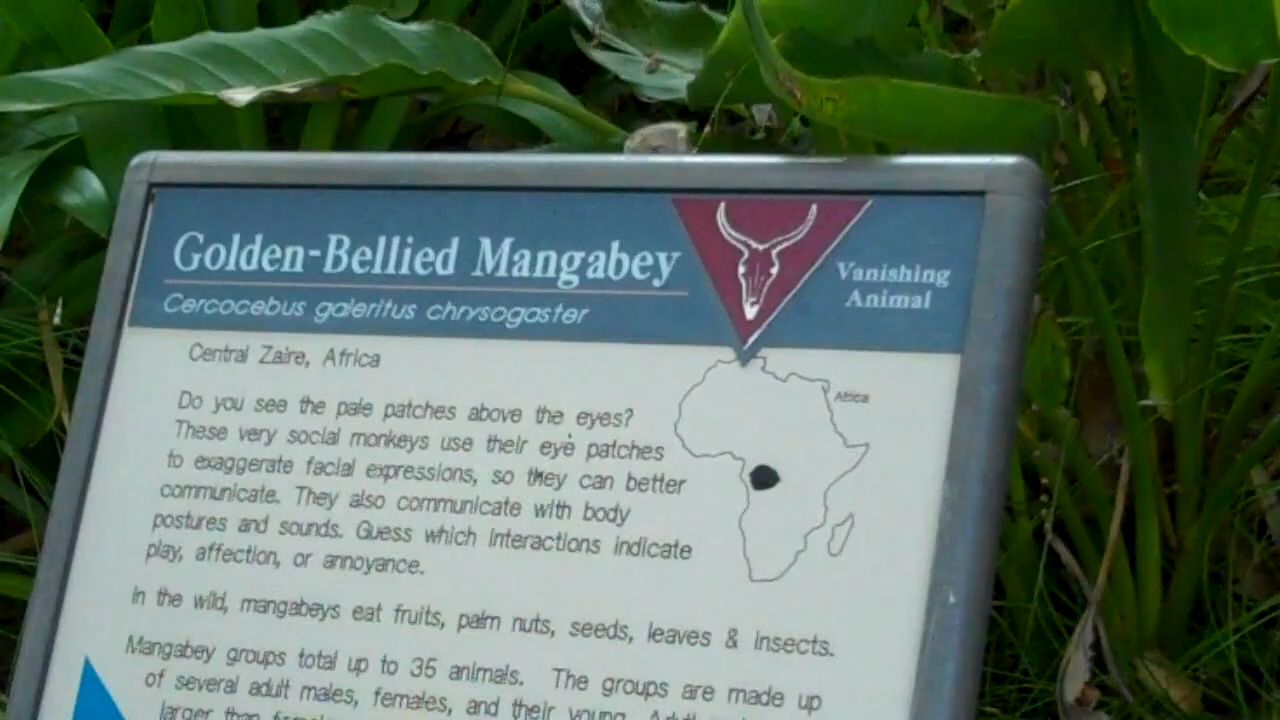 Golden-Bellied Mangabey
Cercocebus galeritus chrysogaster
Vanishing
Animal
Central Zaire, Africa
Africa
Do you see the pale patches above the eyes?
These very social monkeys use their eye patches
to exaggerate facial expressions, so they can better
communicate. They also communicate with body
postures and sounds. Guess which interactions indicate
play, affection, or annoyance.
In the wild, mangabeys eat fruits, palm nuts, seeds, leaves & insects.
Mangabey groups total up to 35 animals. The groups are made up
of several adult males, females, and their young.
larger than